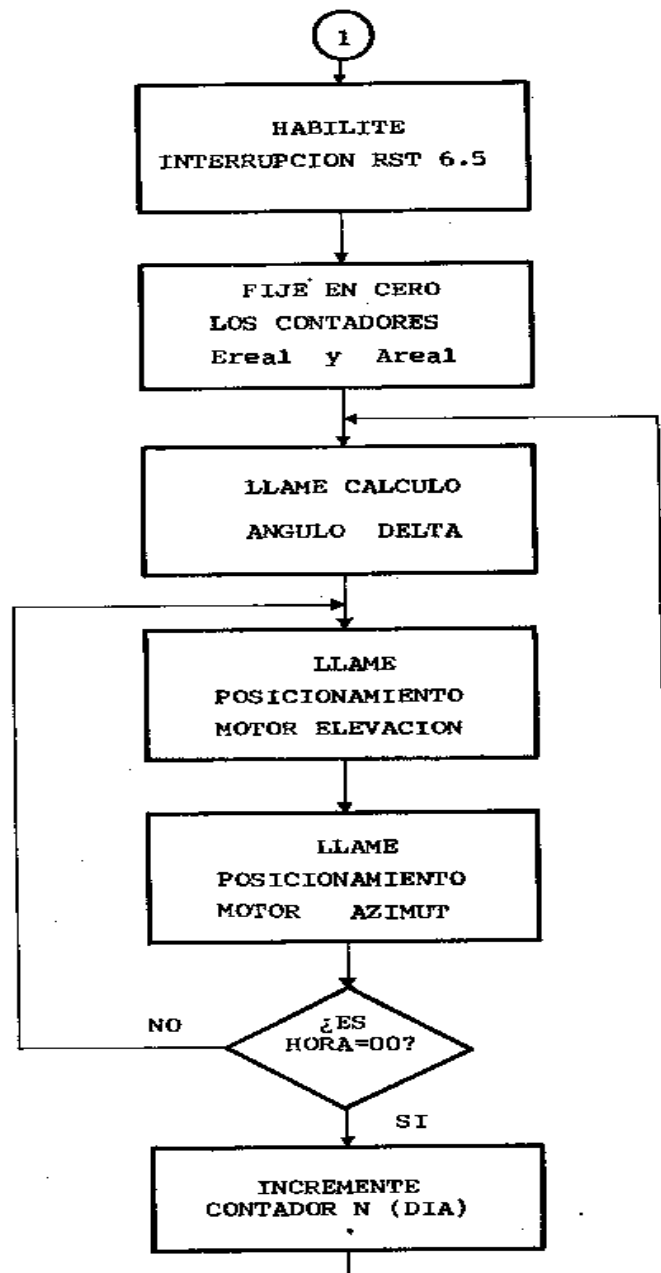 1
HABILITE
INTERRUPCION RST 6.5
FIJE EN CERO
LOS CONTADORES
Ereal y Areal
LLAME CALCULO
ANGULO DELTA
LLAME
POSICIONAMIENTO
MOTOR ELEVACION
LLAME
POSICIONAMIENTO
MOTOR AZIMUT
NO
¿ES
HORA=00?
SI
INCREMENTE
CONTADOR N (DIA)